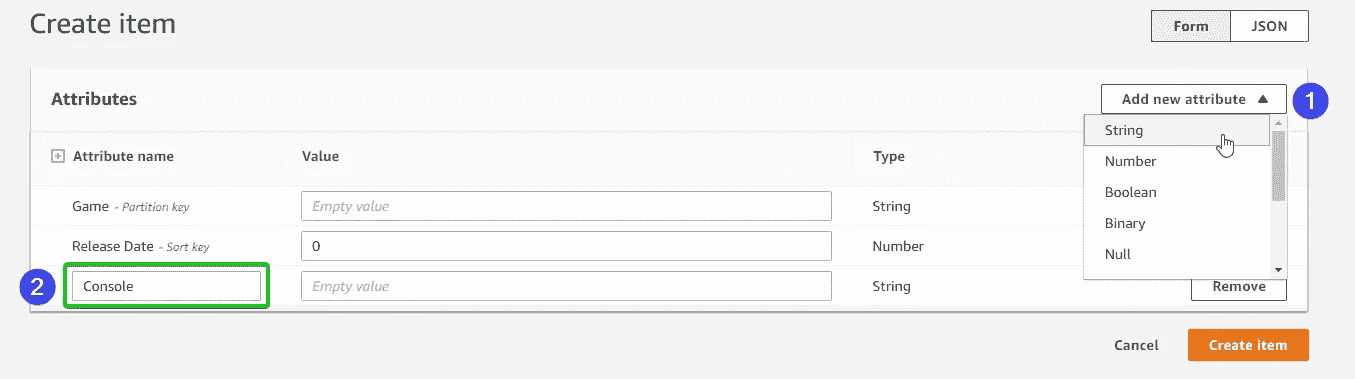 Create item
Form JSON
Attributes
Add new attribute
1
String
Attribute name Value Type
Number
Boolean
Game - Partition key Empty value String
Binary
Release Date - Sort key 0 Number
Null
2 Console Empty value String Remove
Cancel Create item